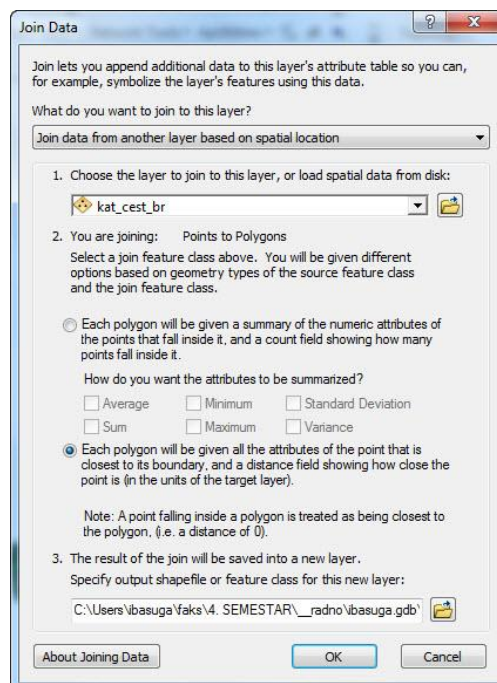 Join Data
Join lets you append additional data to this layer's attribute table so you can,
for example, symbolize the layer's features using this data.
What do you want to join to this layer?
Join data from another layer based on spatial location
1. Choose the layer to join to this layer, or load spatial data from disk:
kat_cest_br
2. You are joining: Points to Polygons
Select a join feature class above. You will be given different
options based on geometry types of the source feature class
and the join feature class.
Each polygon will be given a summary of the numeric attributes of
the points that fall inside it, and a count field showing how many
points fall inside it.
How do you want the attributes to be summarized?
Average Minimum Standard Deviation
Sum Maximum Variance
Each polygon will be given all the attributes of the point that is
closest to its boundary, and a distance field showing how close the
point is (in the units of the target layer).
Note: A point falling inside a polygon is treated as being closest to
the polygon, (i.e. a distance of 0).
3. The result of the join will be saved into a new layer.
Specify output shapefile or feature class for this new layer:
C:\Users\ibasuga\faks\4. SEMESTAR\__radno\ibasuga.gdb\
About Joining Data OK Cancel